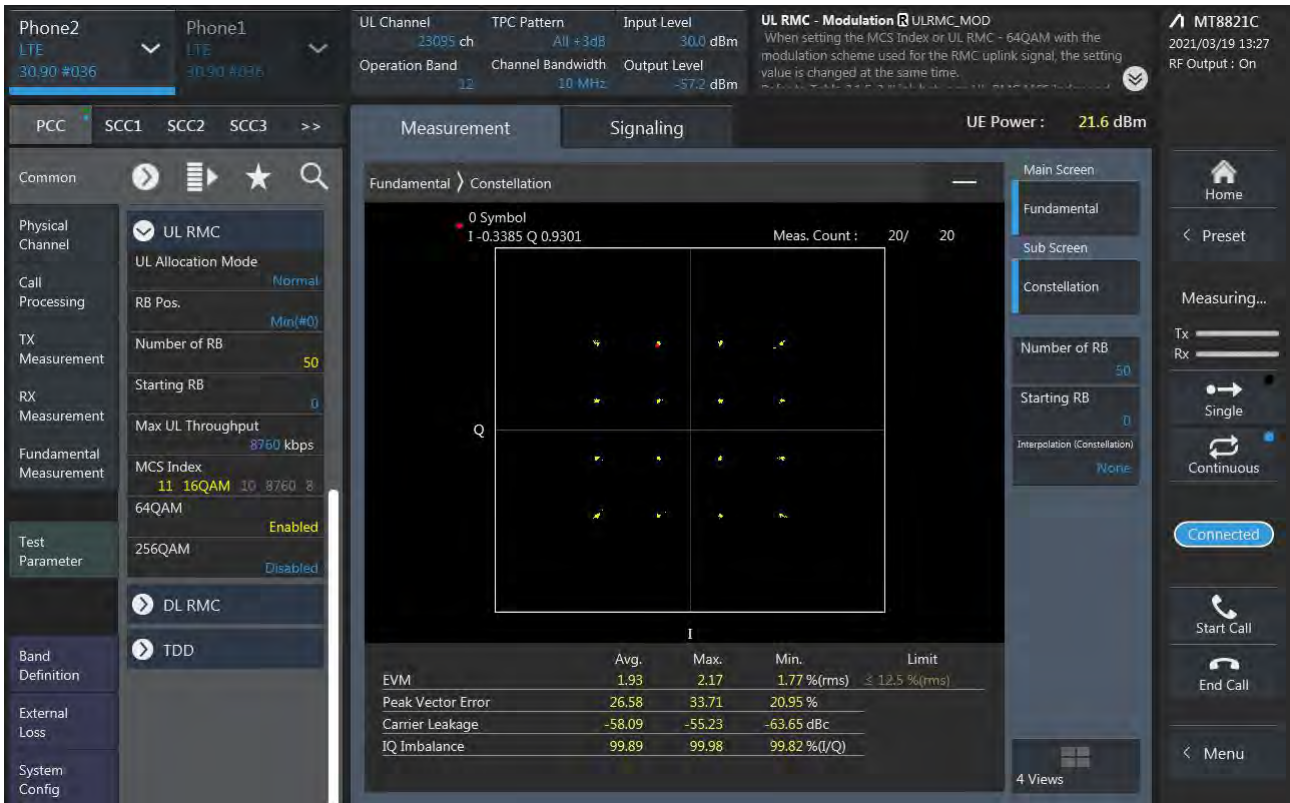 Phone2
LTE
30.90 #036
Phone1
LTE
30.90 #036
UL Channel
23095 ch
TPC Pattern
All +3dB
Input Level
30.0 dBm
Operation Band
12
Channel Bandwidth
10 MHz
Output Level
-57.2 dBm
UL RMC - Modulation R ULRMC_MOD
When setting the MCS Index or UL RMC - 64QAM with the
modulation scheme used for the RMC uplink signal, the setting
value is changed at the same time.
MT8821C
2021/03/19 13:27
RF Output : On
PCC SCC1 SCC2 SCC3 >>
Measurement
Signaling
UE Power : 21.6 dBm
Common
Physical
Channel
Call
Processing
TX
Measurement
RX
Measurement
Fundamental
Measurement
Test
Parameter
Band
Definition
External
Loss
System
Config
UL RMC
UL Allocation Mode
Normal
RB Pos.
Min(#0)
Number of RB
50
Starting RB
0
Max UL Throughput
8760 kbps
MCS Index
11 16QAM 10 8760 8
64QAM
Enabled
256QAM
Disabled
DL RMC
TDD
Fundamental 〉 Constellation
0 Symbol
I -0.3385 Q 0.9301
Meas. Count : 20/ 20
Q
I
Avg. Max. Min. Limit
EVM 1.93 2.17 1.77 %(rms) ≤ 12.5 %(rms)
Peak Vector Error 26.58 33.71 20.95 %
Carrier Leakage -58.09 -55.23 -63.65 dBc
IQ Imbalance 99.89 99.98 99.82 %(I/Q)
Main Screen
Fundamental
Sub Screen
Constellation
Number of RB
50
Starting RB
0
Interpolation (Constellation)
None
4 Views
Home
< Preset
Measuring...
Tx
Rx
Single
Continuous
Connected
Start Call
End Call
< Menu